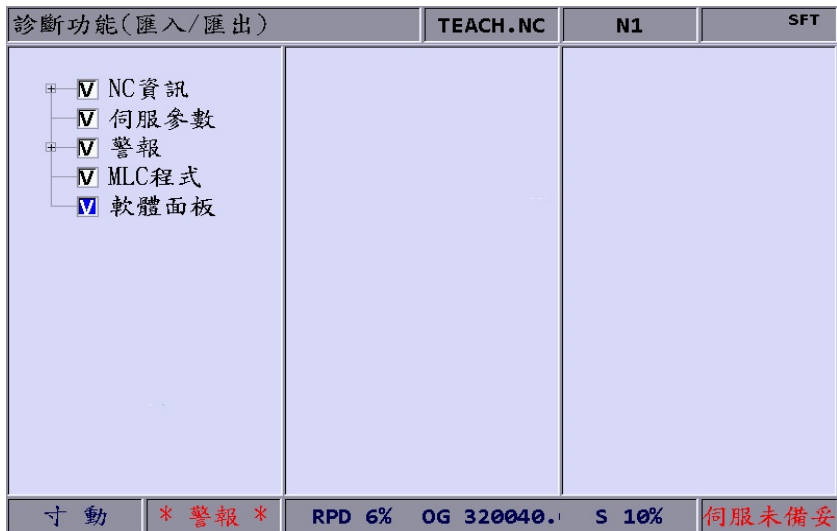 診斷功能(匯入/匯出) TEACH.NC N1 SFT
V NC資訊
V 伺服參數
V 警報
V MLC程式
V 軟體面板
寸動 * 警報 * RPD 6% OG 320040. S 10% 伺服未備妥